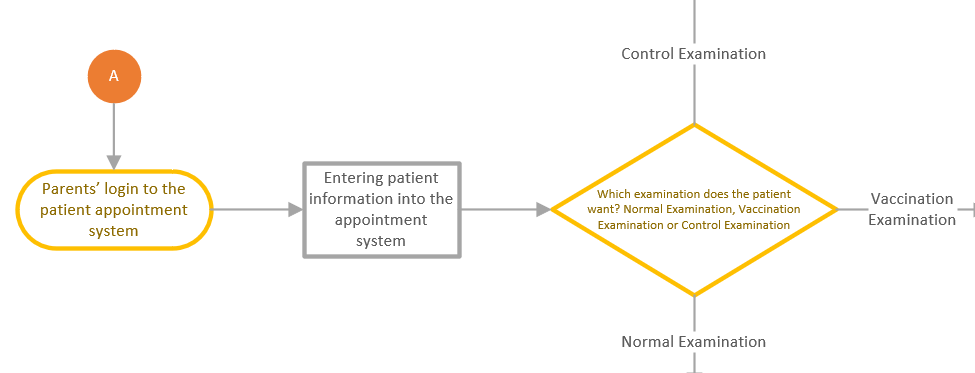 Control Examination
A
Parents’ login to the
patient appointment
system
Entering patient
information into the
appointment
system
Which examination does the patient
want? Normal Examination, Vaccination
Examination or Control Examination
Vaccination
Examination
Normal Examination